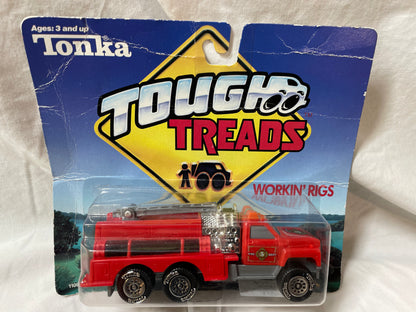 Ages: 3 and up
Tonka
TOUGH
TREADS
WORKIN' RIGS